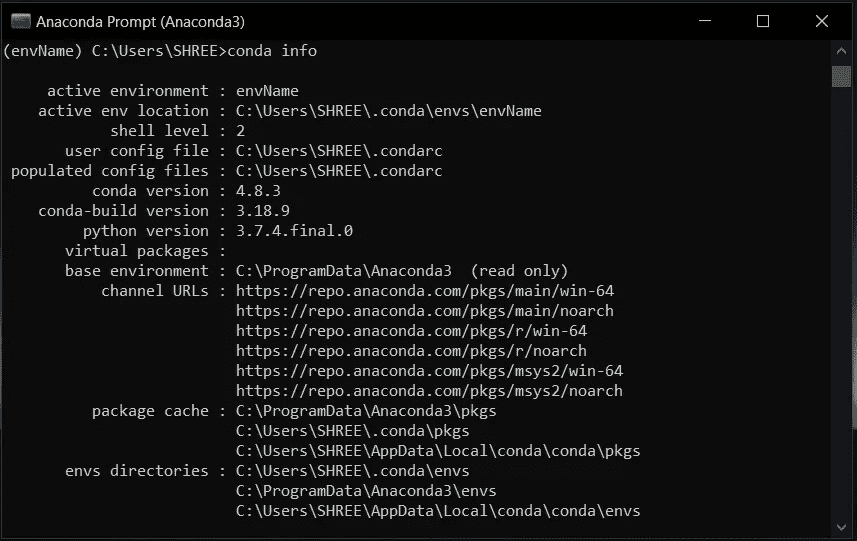 Anaconda Prompt (Anaconda3)
(envName) C:\Users\SHREE>conda info
active environment : envName
active env location : C:\Users\SHREE\.conda\envs\envName
shell level : 2
user config file : C:\Users\SHREE\.condarc
populated config files : C:\Users\SHREE\.condarc
conda version : 4.8.3
conda-build version : 3.18.9
python version : 3.7.4.final.0
virtual packages :
base environment : C:\ProgramData\Anaconda3  (read only)
channel URLs : https://repo.anaconda.com/pkgs/main/win-64
https://repo.anaconda.com/pkgs/main/noarch
https://repo.anaconda.com/pkgs/r/win-64
https://repo.anaconda.com/pkgs/r/noarch
https://repo.anaconda.com/pkgs/msys2/win-64
https://repo.anaconda.com/pkgs/msys2/noarch
package cache : C:\ProgramData\Anaconda3\pkgs
C:\Users\SHREE\.conda\pkgs
C:\Users\SHREE\AppData\Local\conda\conda\pkgs
envs directories : C:\Users\SHREE\.conda\envs
C:\ProgramData\Anaconda3\envs
C:\Users\SHREE\AppData\Local\conda\conda\envs